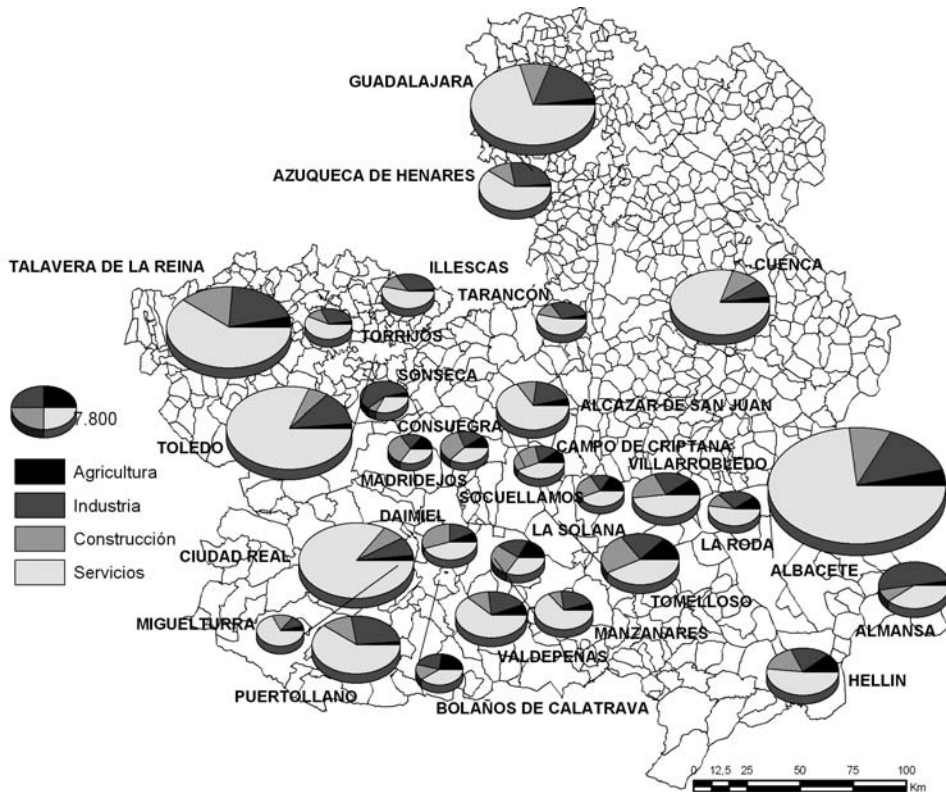 GUADALAJARA
AZUQUECA DE HENARES
TALAVERA DE LA REINA
ILLESCAS
CUENCA
TARANCÓN
TORRIJOS
SONSECA
ALCAZAR DE SAN JUAN
7.800
CONSUEGRA
TOLEDO
CAMPO DE CRIPTANA
VILLARROBLEDO
Agricultura
MADRIDEJOS
SOCUELLAMOS
Industria
DAIMIEL
LA SOLANA
Construcción
LA RODA
CIUDAD REAL
ALBACETE
Servicios
TOMELLOSO
MIGUELTURRA
ALMANSA
MANZANARES
VALDEPEÑAS
HELLIN
PUERTOLLANO
BOLAÑOS DE CALATRAVA
0 12,5 25 50 75 100
Km